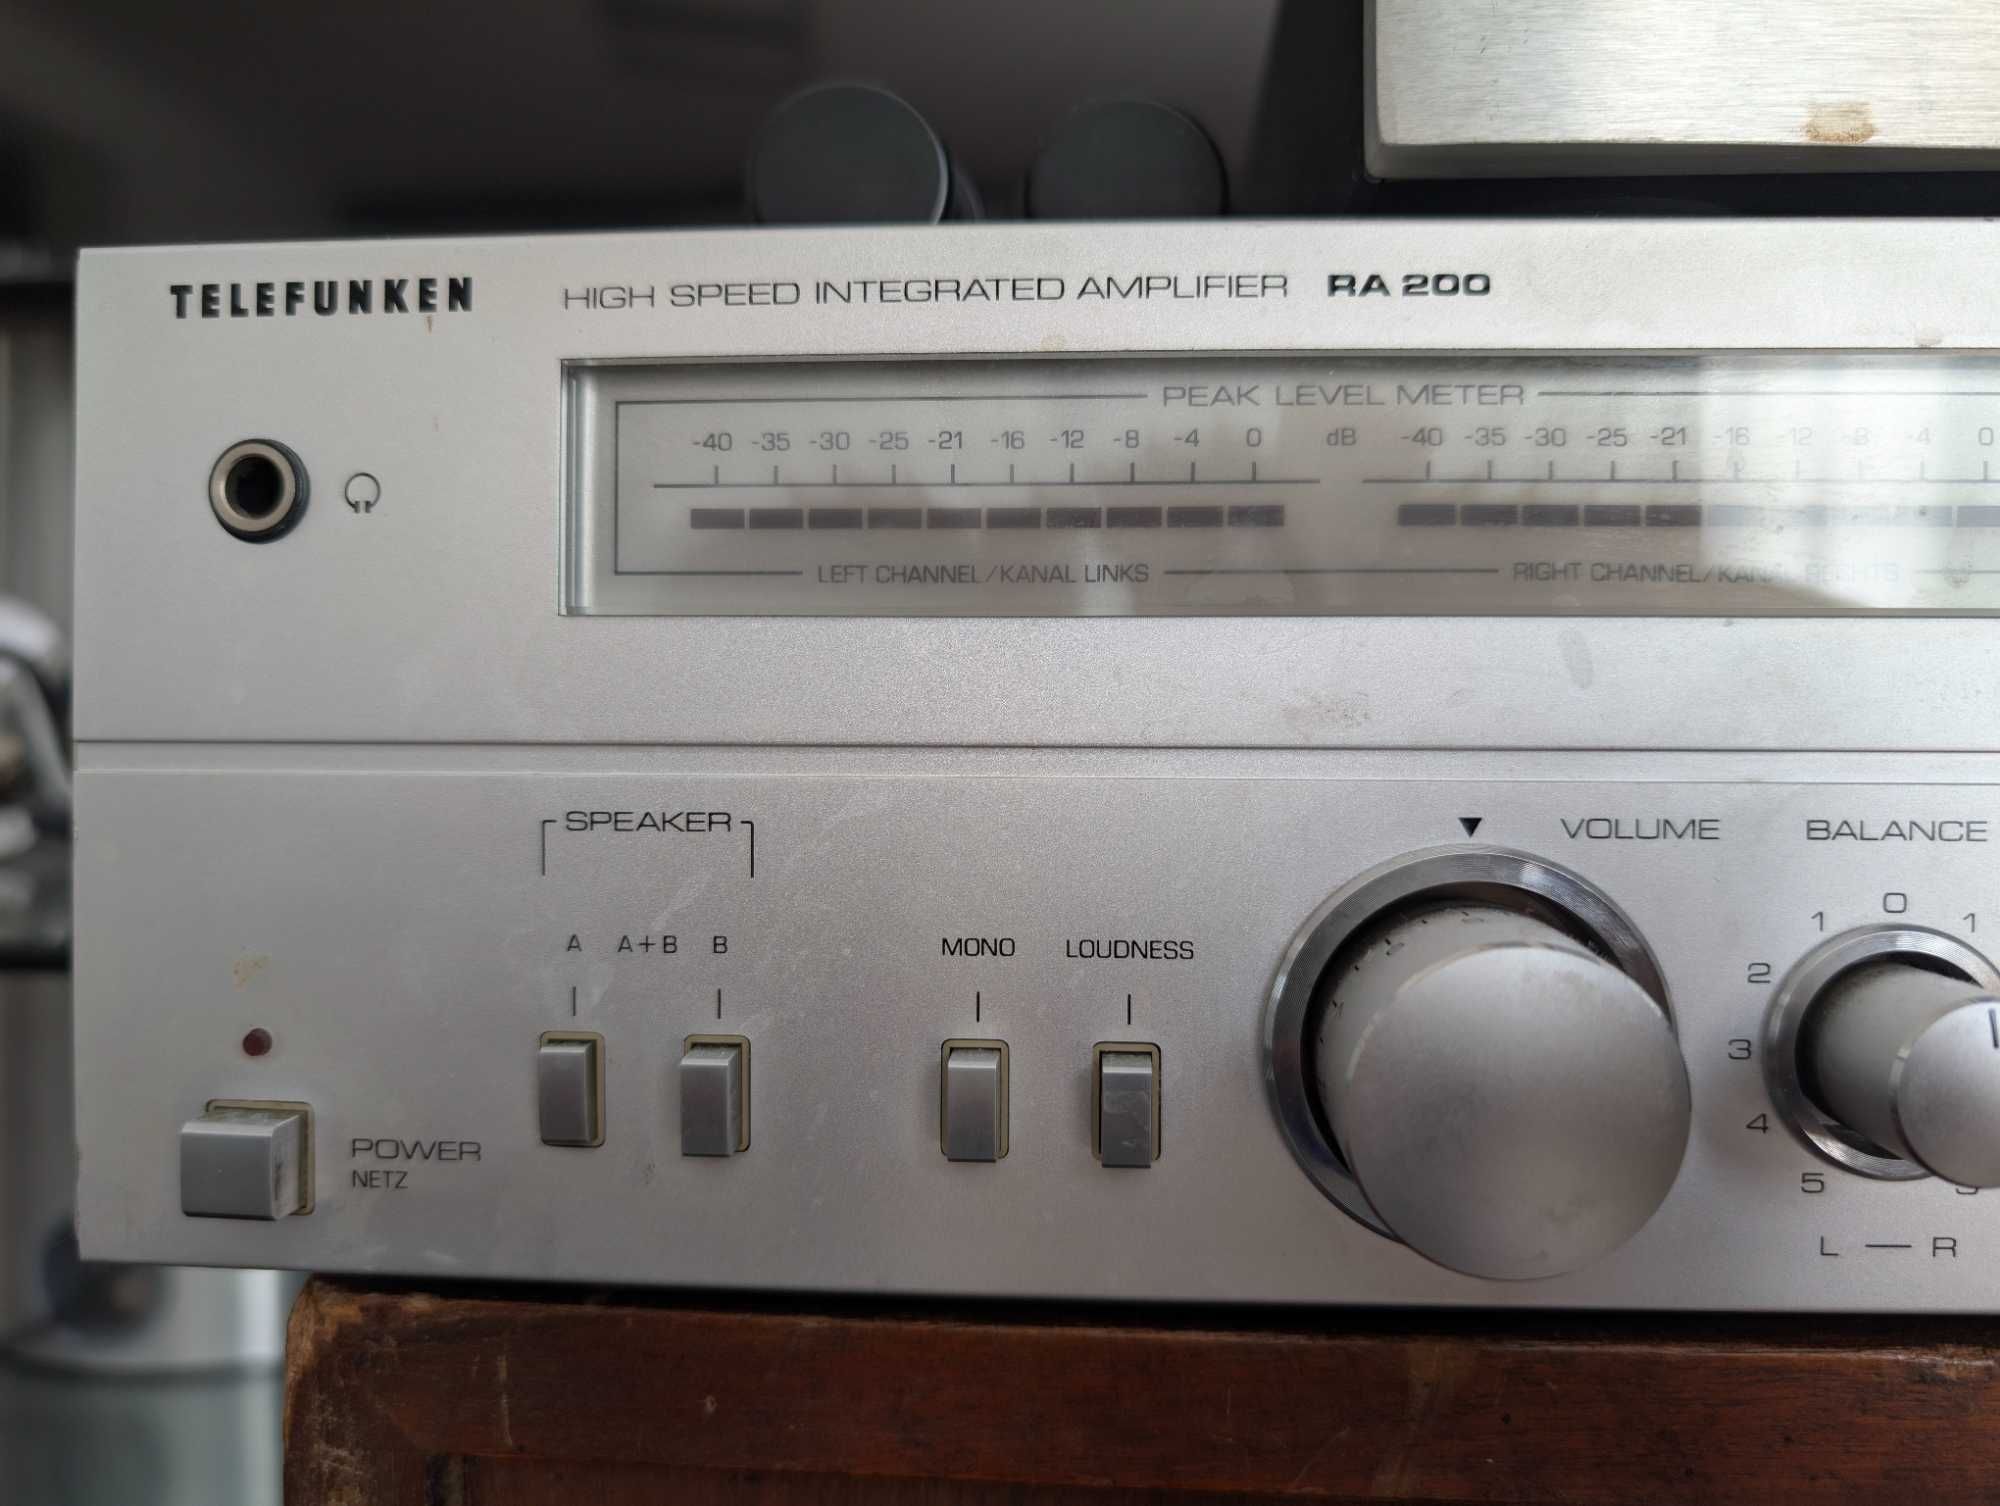 TELEFUNKEN
HIGH SPEED INTEGRATED AMPLIFIER RA 200
PEAK LEVEL METER
-40 -35 -30 -25 -21 -16 -12 -8 -4 0 dB -40 -35 -30 -25 -21 -16 -12 -8 -4 0
LEFT CHANNEL/KANAL LINKS RIGHT CHANNEL/KANAL RECHTS
SPEAKER
A A+B B
MONO LOUDNESS
VOLUME BALANCE
0
1 1
2
3
4
5 5
L — R
POWER
NETZ